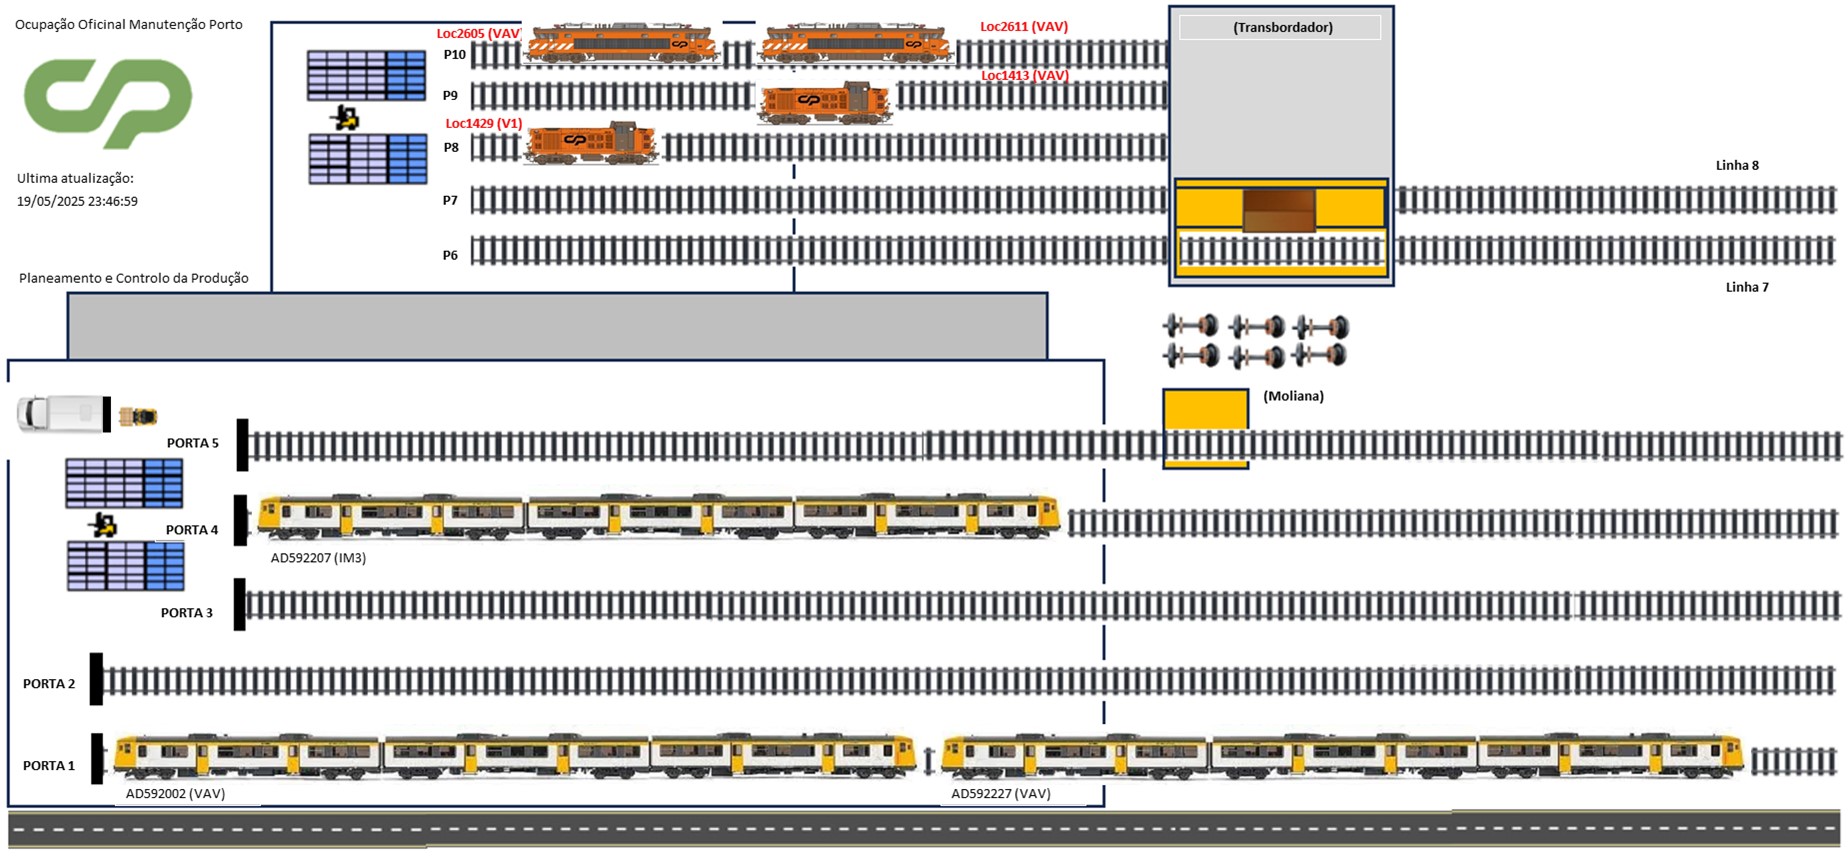 Ocupação Oficinal Manutenção Porto
Ultima atualização:
19/05/2025 23:46:59
Planeamento e Controlo da Produção
Loc2605 (VAV)
Loc2611 (VAV)
P10
Loc1413 (VAV)
P9
Loc1429 (V1)
P8
P7
P6
(Transbordador)
Linha 8
Linha 7
(Moliana)
PORTA 5
PORTA 4
AD592207 (IM3)
PORTA 3
PORTA 2
PORTA 1
AD592002 (VAV)
AD592227 (VAV)